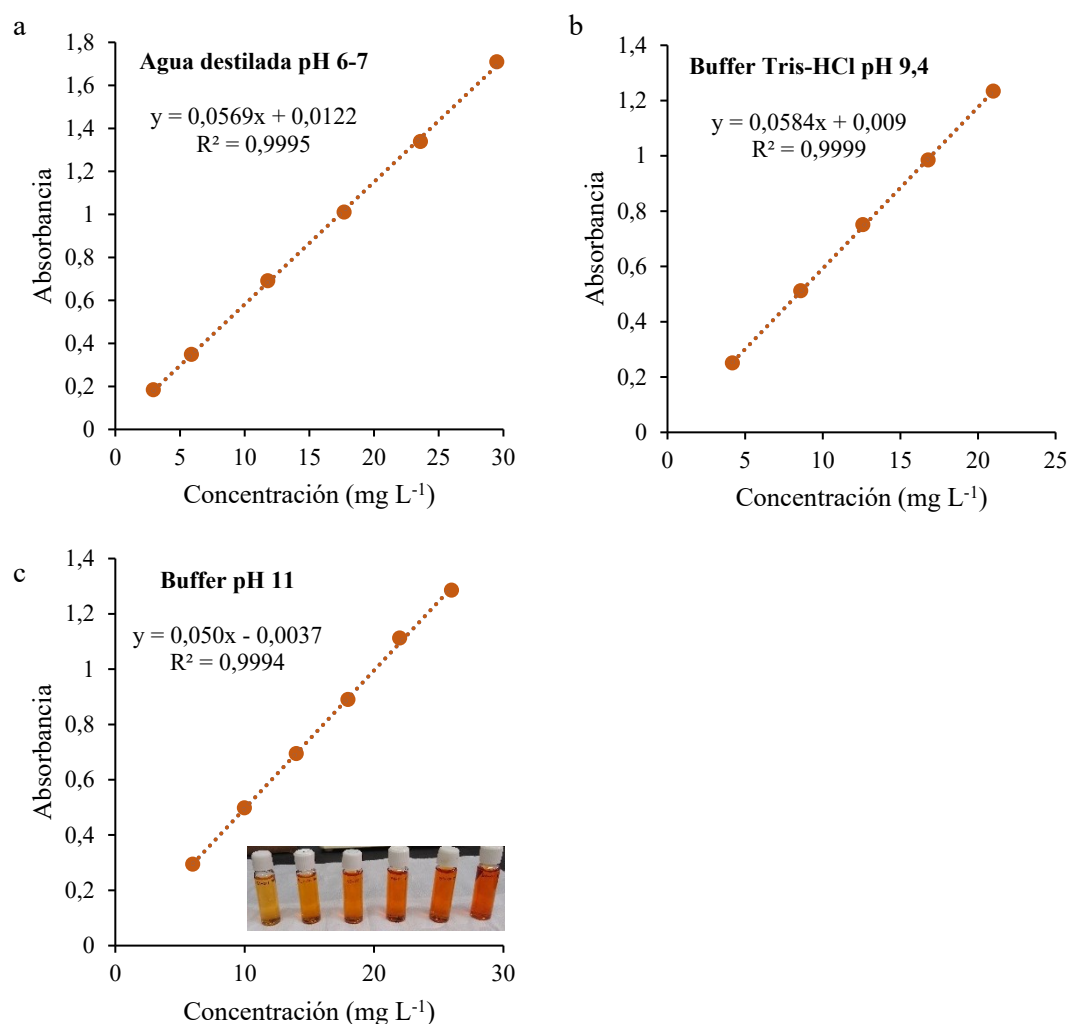 a
Agua destilada pH 6-7
y = 0,0569x + 0,0122
R² = 0,9995
Absorbancia
1,8
1,6
1,4
1,2
1
0,8
0,6
0,4
0,2
0
0 5 10 15 20 25 30
Concentración (mg L⁻¹)
b
Buffer Tris-HCl pH 9,4
y = 0,0584x + 0,009
R² = 0,9999
Absorbancia
1,4
1,2
1
0,8
0,6
0,4
0,2
0
0 5 10 15 20 25
Concentración (mg L⁻¹)
c
Buffer pH 11
y = 0,050x - 0,0037
R² = 0,9994
Absorbancia
1,4
1,2
1
0,8
0,6
0,4
0,2
0
0 10 20 30
Concentración (mg L⁻¹)